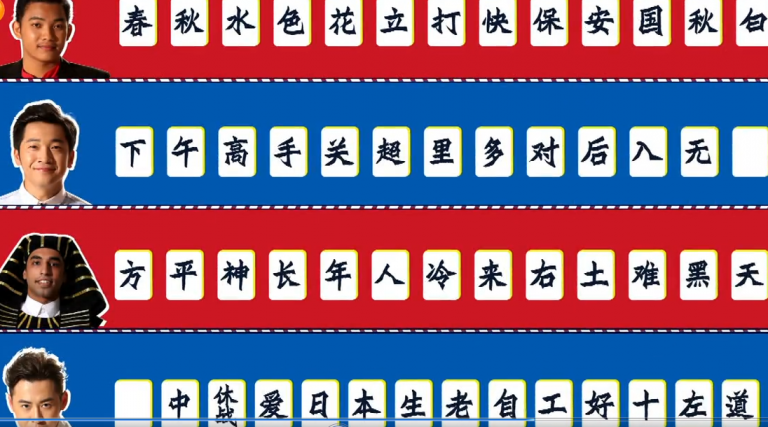 春秋水色花立打快保安国秋白
下午高手关超里多对后入无
方平神长年人冷来右土难黑天
中休战爱日本生老自工好十左道